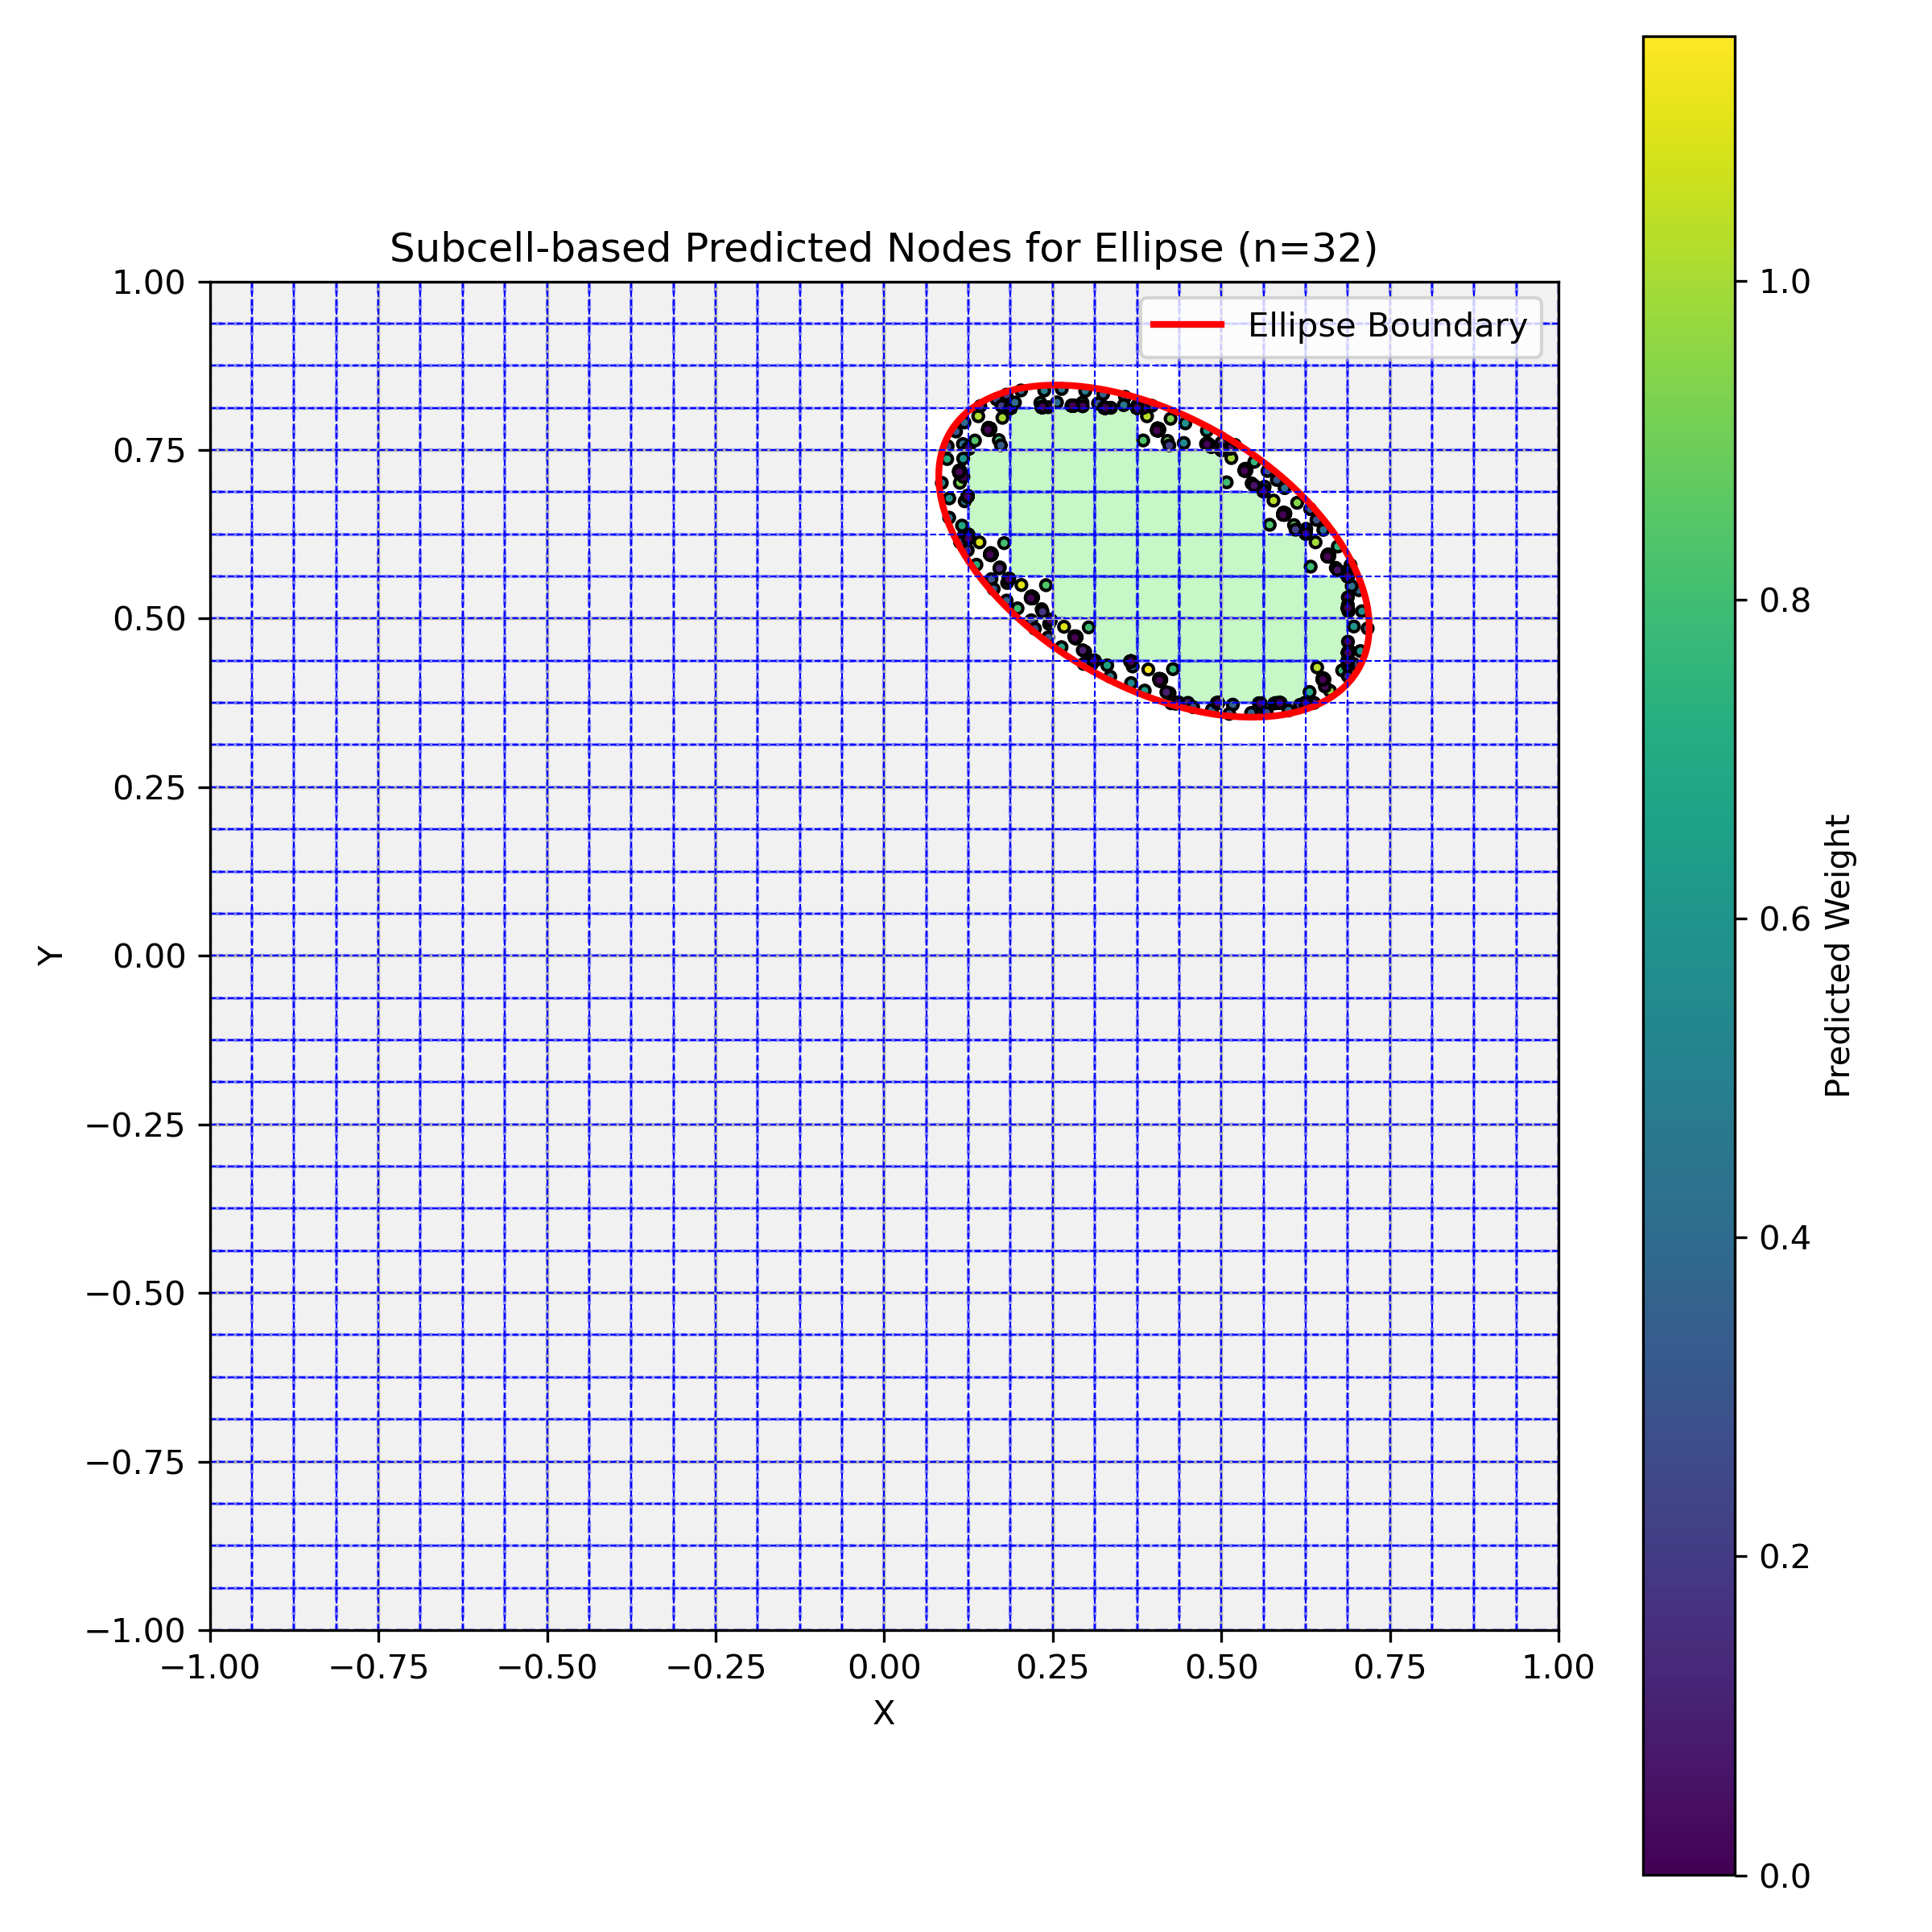 Subcell-based Predicted Nodes for Ellipse (n=32)
Ellipse Boundary
1.00
0.75
0.50
0.25
0.00
−0.25
−0.50
−0.75
−1.00
Y
−1.00 −0.75 −0.50 −0.25 0.00 0.25 0.50 0.75 1.00
X
1.0
0.8
0.6
0.4
0.2
0.0
Predicted Weight